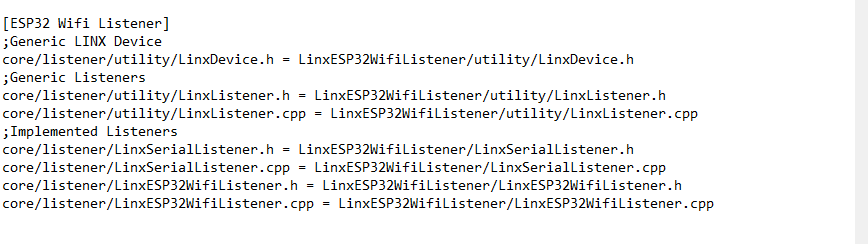 [ESP32 Wifi Listener]
;Generic LINX Device
core/listener/utility/LinxDevice.h = LinxESP32WifiListener/utility/LinxDevice.h
;Generic Listeners
core/listener/utility/LinxListener.h = LinxESP32WifiListener/utility/LinxListener.h
core/listener/utility/LinxListener.cpp = LinxESP32WifiListener/utility/LinxListener.cpp
;Implemented Listeners
core/listener/LinxSerialListener.h = LinxESP32WifiListener/LinxSerialListener.h
core/listener/LinxSerialListener.cpp = LinxESP32WifiListener/LinxSerialListener.cpp
core/listener/LinxESP32WifiListener.h = LinxESP32WifiListener/LinxESP32WifiListener.h
core/listener/LinxESP32WifiListener.cpp = LinxESP32WifiListener/LinxESP32WifiListener.cpp